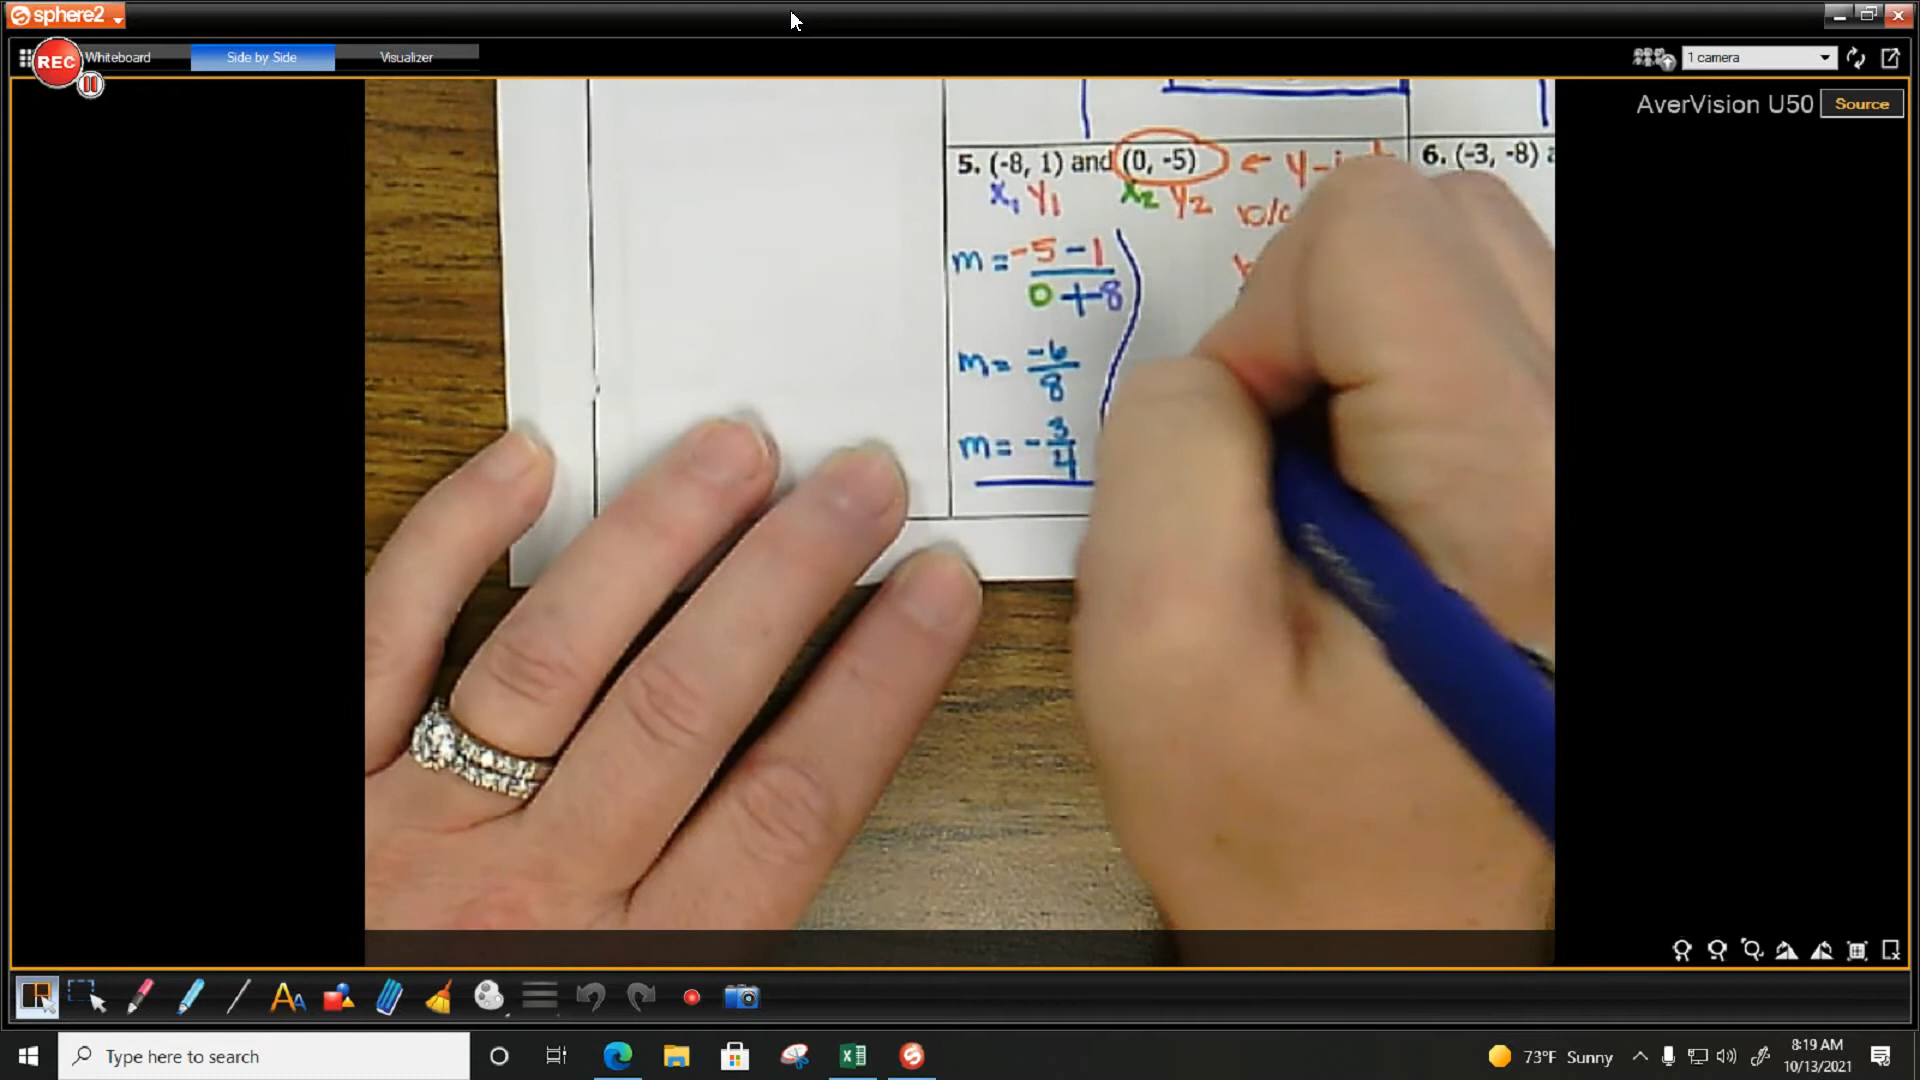 sphere2
REC
Whiteboard
Side by Side
Visualizer
1 camera
AverVision U50
Source
5. (-8, 1) and (0, -5) ← y-i
6. (-3, -8)
x₁ y₁ x₂ y₂
m = -5 - 1
0 + 8
m = -6
8
m = - 3
4
Type here to search
73°F Sunny
8:19 AM
10/13/2021